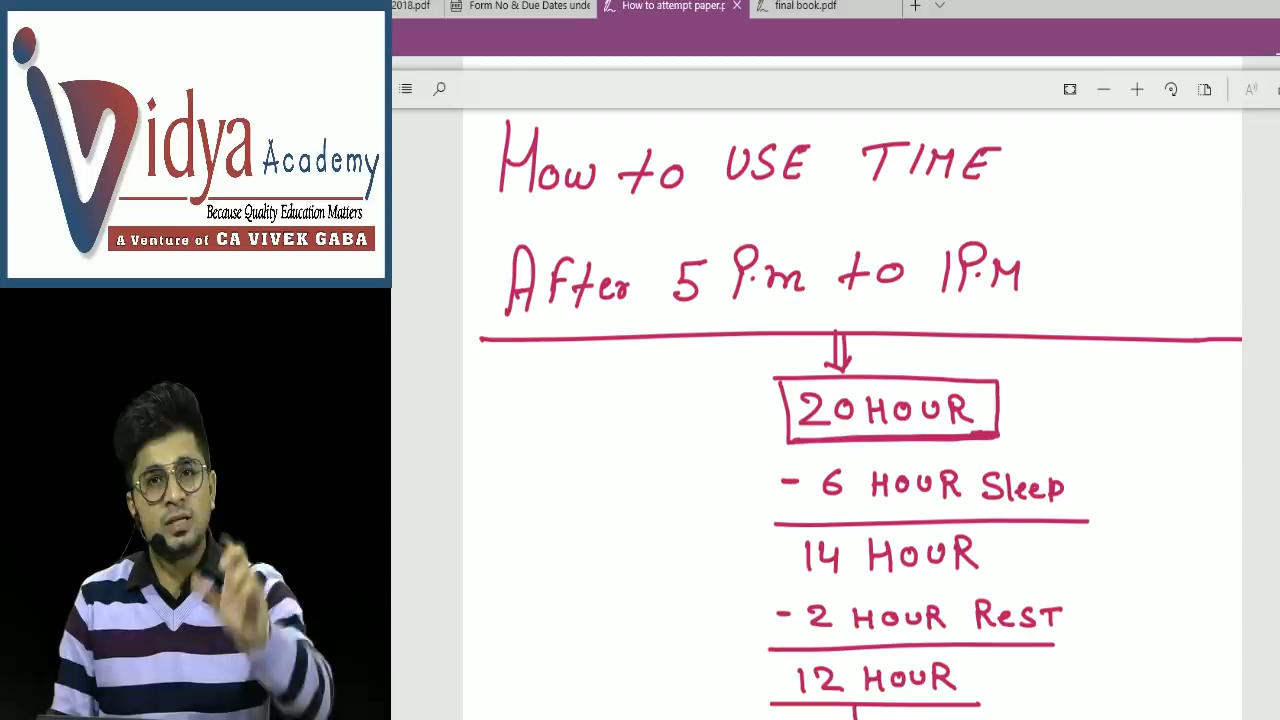 2018.pdf
Form No & Due Dates unde
How to attempt paper.p
final book.pdf
Vidya Academy
Because Quality Education Matters
A Venture of CA VIVEK GABA
How to USE TIME
After 5 P.m to 1P.M
20 HOUR
- 6 HOUR Sleep
14 HOUR
- 2 HOUR ReST
12 HOUR